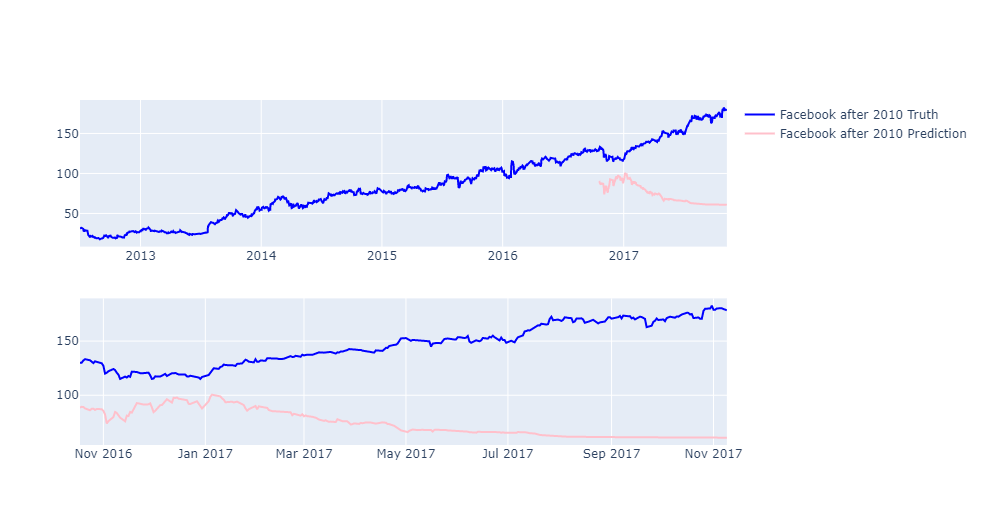 Facebook after 2010 Truth
Facebook after 2010 Prediction
150
100
50
2013 2014 2015 2016 2017
150
100
Nov 2016 Jan 2017 Mar 2017 May 2017 Jul 2017 Sep 2017 Nov 2017